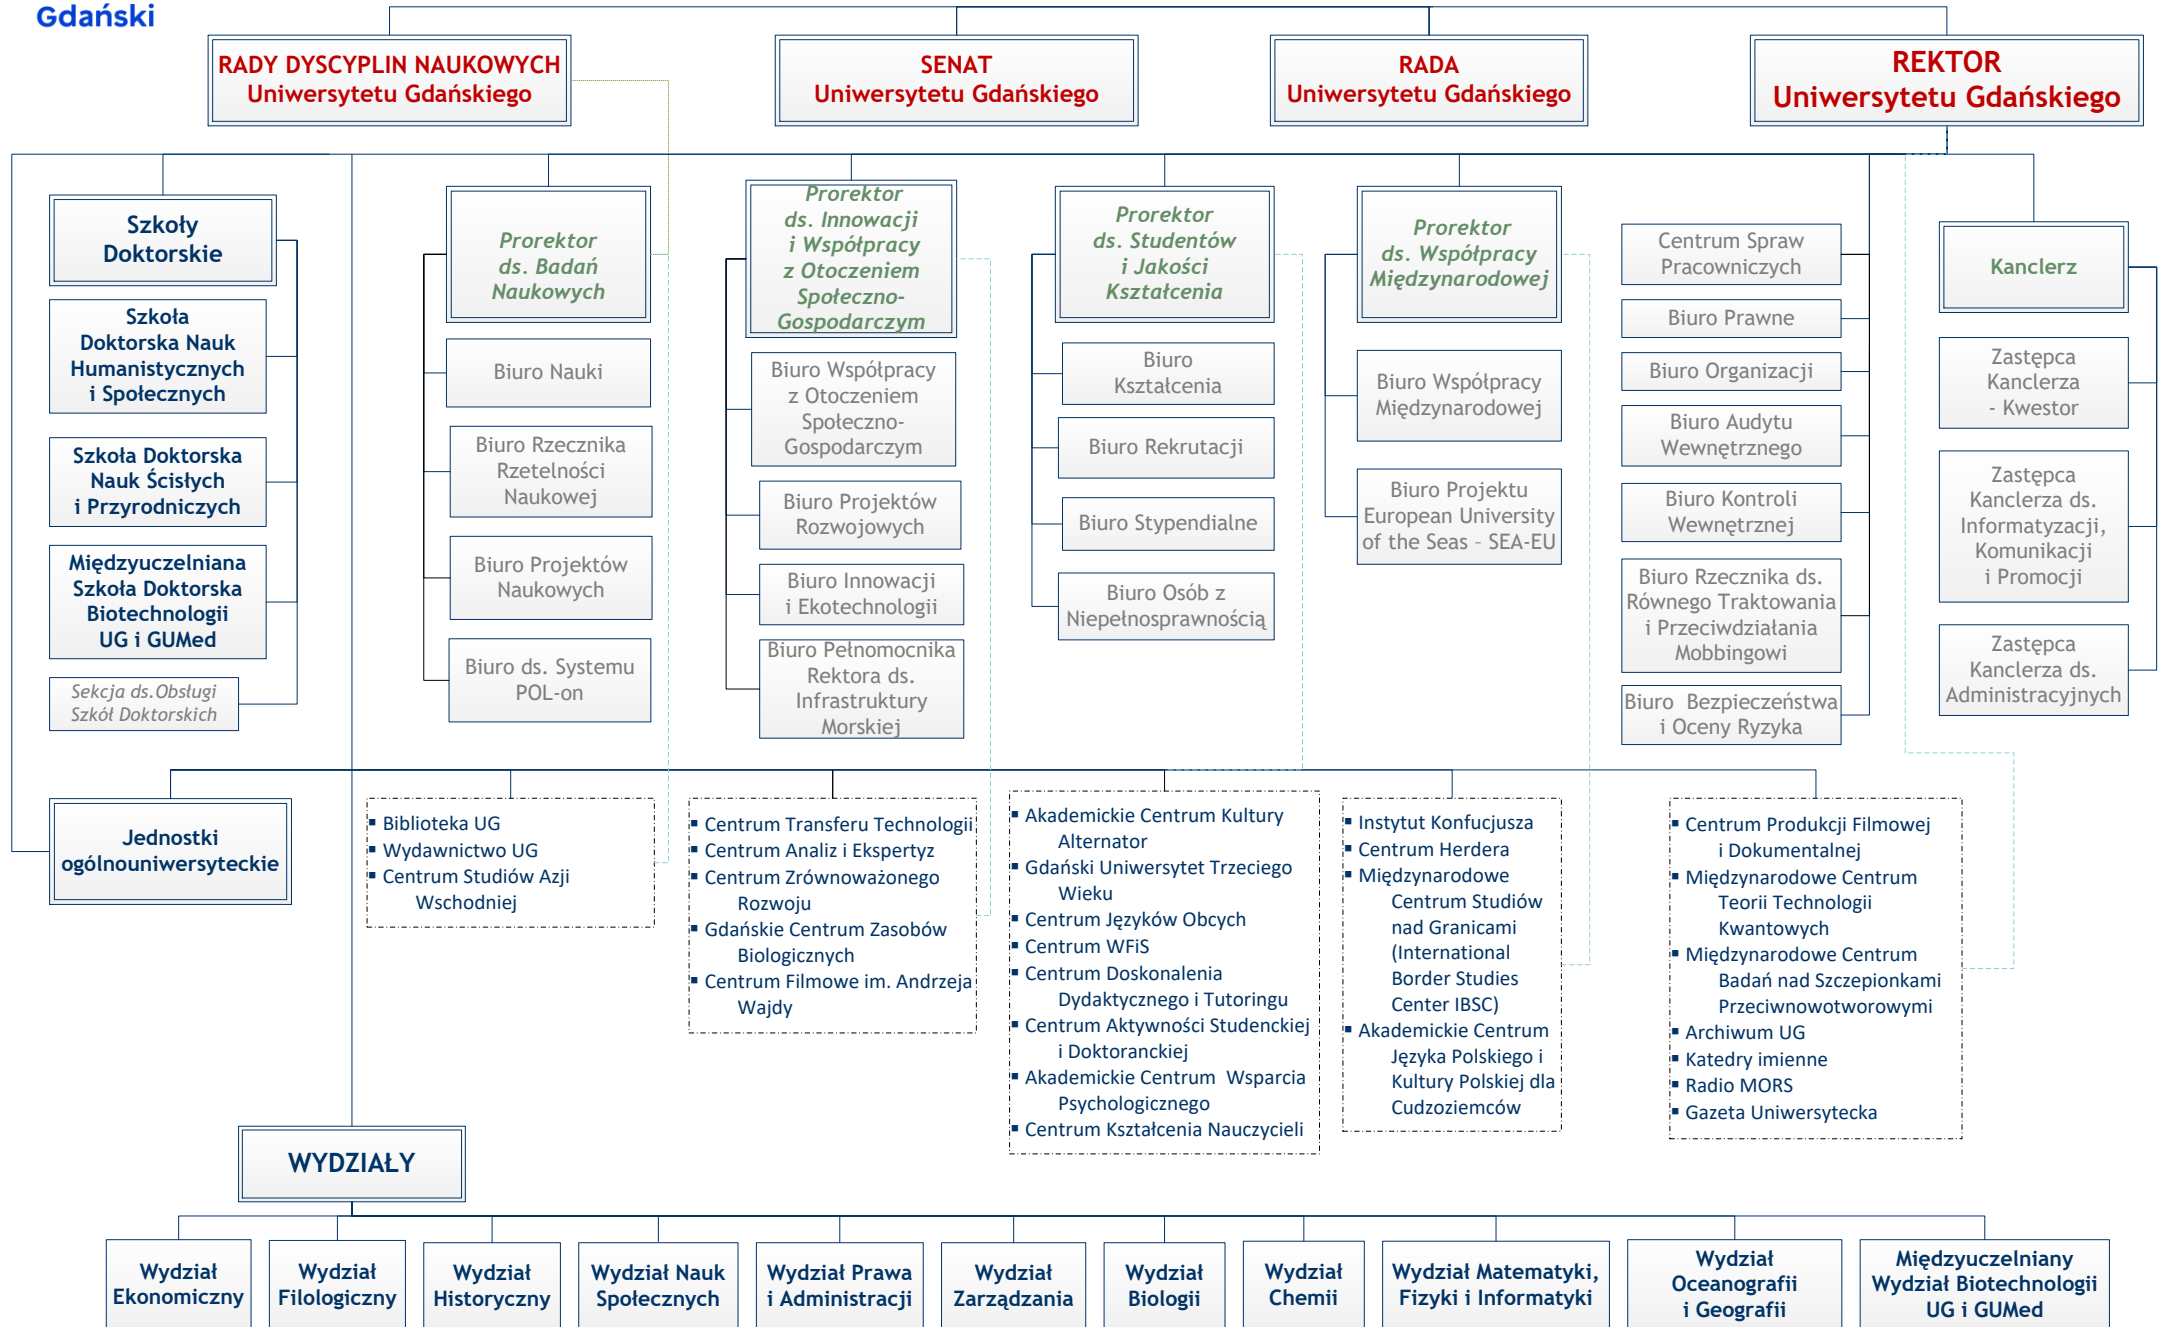 Gdański
RADY DYSCYPLIN NAUKOWYCH
Uniwersytetu Gdańskiego
SENAT
Uniwersytetu Gdańskiego
RADA
Uniwersytetu Gdańskiego
REKTOR
Uniwersytetu Gdańskiego
Szkoły
Doktorskie
Szkoła
Doktorska Nauk
Humanistycznych
i Społecznych
Szkoła Doktorska
Nauk Ścisłych
i Przyrodniczych
Międzyuczelniana
Szkoła Doktorska
Biotechnologii
UG i GUMed
Sekcja ds.Obsługi
Szkół Doktorskich
Prorektor
ds. Badań
Naukowych
Biuro Nauki
Biuro Rzecznika
Rzetelności
Naukowej
Biuro Projektów
Naukowych
Biuro ds. Systemu
POL-on
Prorektor
ds. Innowacji
i Współpracy
z Otoczeniem
Społeczno-
Gospodarczym
Biuro Współpracy
z Otoczeniem
Społeczno-
Gospodarczym
Biuro Projektów
Rozwojowych
Biuro Innowacji
i Ekotechnologii
Biuro Pełnomocnika
Rektora ds.
Infrastruktury
Morskiej
Prorektor
ds. Studentów
i Jakości
Kształcenia
Biuro
Kształcenia
Biuro Rekrutacji
Biuro Stypendialne
Biuro Osób z
Niepełnosprawnością
Prorektor
ds. Współpracy
Międzynarodowej
Biuro Współpracy
Międzynarodowej
Biuro Projektu
European University
of the Seas – SEA-EU
Centrum Spraw
Pracowniczych
Biuro Prawne
Biuro Organizacji
Biuro Audytu
Wewnętrznego
Biuro Kontroli
Wewnętrznej
Biuro Rzecznika ds.
Równego Traktowania
i Przeciwdziałania
Mobbingowi
Biuro Bezpieczeństwa
i Oceny Ryzyka
Kanclerz
Zastępca
Kanclerza
- Kwestor
Zastępca
Kanclerza ds.
Informatyzacji,
Komunikacji
i Promocji
Zastępca
Kanclerza ds.
Administracyjnych
Jednostki
ogólnouniwersyteckie
▪ Biblioteka UG
▪ Wydawnictwo UG
▪ Centrum Studiów Azji
Wschodniej
▪ Centrum Transferu Technologii
▪ Centrum Analiz i Ekspertyz
▪ Centrum Zrównoważonego
Rozwoju
▪ Gdańskie Centrum Zasobów
Biologicznych
▪ Centrum Filmowe im. Andrzeja
Wajdy
▪ Akademickie Centrum Kultury
Alternator
▪ Gdański Uniwersytet Trzeciego
Wieku
▪ Centrum Języków Obcych
▪ Centrum WFiS
▪ Centrum Doskonalenia
Dydaktycznego i Tutoringu
▪ Centrum Aktywności Studenckiej
i Doktoranckiej
▪ Akademickie Centrum Wsparcia
Psychologicznego
▪ Centrum Kształcenia Nauczycieli
▪ Instytut Konfucjusza
▪ Centrum Herdera
▪ Międzynarodowe
Centrum Studiów
nad Granicami
(International
Border Studies
Center IBSC)
▪ Akademickie Centrum
Języka Polskiego i
Kultury Polskiej dla
Cudzoziemców
▪ Centrum Produkcji Filmowej
i Dokumentalnej
▪ Międzynarodowe Centrum
Teorii Technologii
Kwantowych
▪ Międzynarodowe Centrum
Badań nad Szczepionkami
Przeciwnowotworowymi
▪ Archiwum UG
▪ Katedry imienne
▪ Radio MORS
▪ Gazeta Uniwersytecka
WYDZIAŁY
Wydział
Ekonomiczny
Wydział
Filologiczny
Wydział
Historyczny
Wydział Nauk
Społecznych
Wydział Prawa
i Administracji
Wydział
Zarządzania
Wydział
Biologii
Wydział
Chemii
Wydział Matematyki,
Fizyki i Informatyki
Wydział
Oceanografii
i Geografii
Międzyuczelniany
Wydział Biotechnologii
UG i GUMed